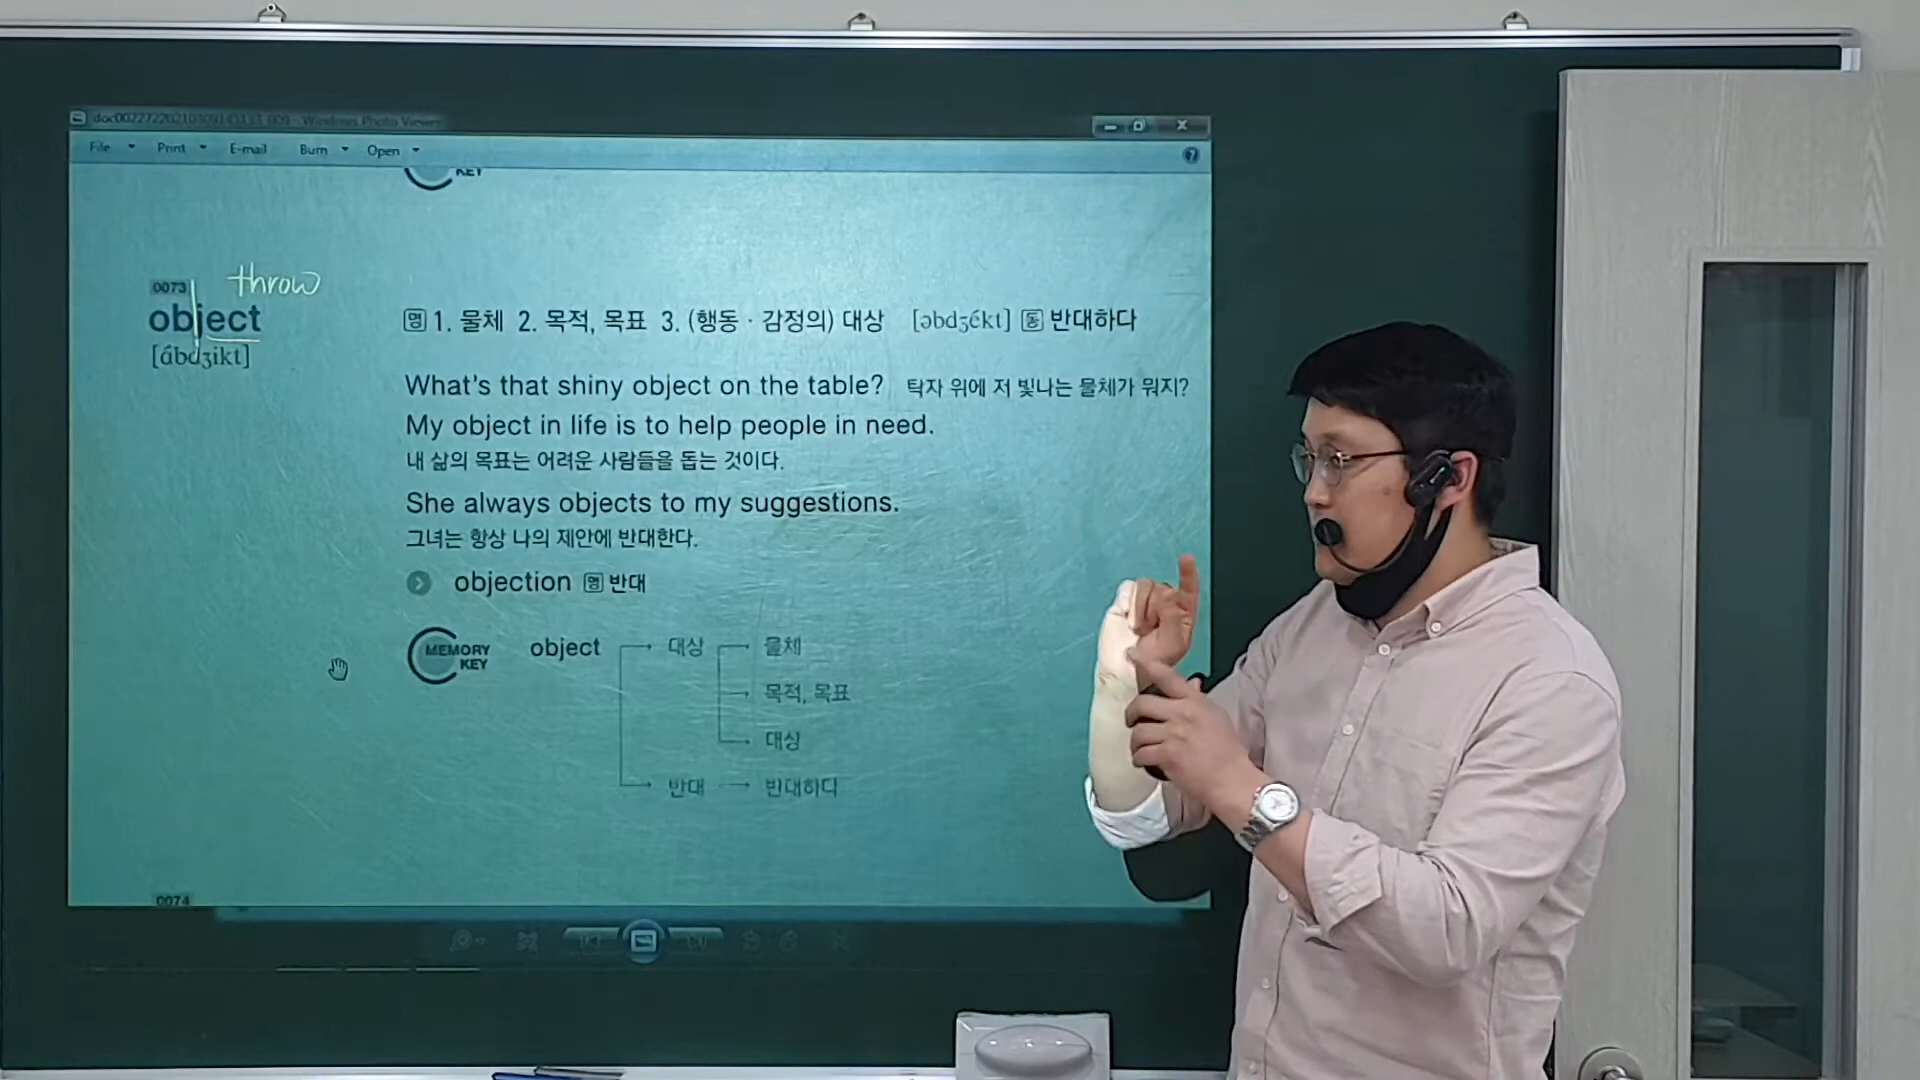 doc00227220210309145133_009 - Windows Photo Viewer
File Print E-mail Burn Open
KEY
throw
0073
object
[ábdʒikt]
명 1. 물체 2. 목적, 목표 3. (행동·감정의) 대상 [əbdʒékt] 동 반대하다
What's that shiny object on the table? 탁자 위에 저 빛나는 물체가 뭐지?
My object in life is to help people in need.
내 삶의 목표는 어려운 사람들을 돕는 것이다.
She always objects to my suggestions.
그녀는 항상 나의 제안에 반대한다.
objection 명 반대
MEMORY KEY object 대상 물체
목적, 목표
대상
반대 반대하다
0074